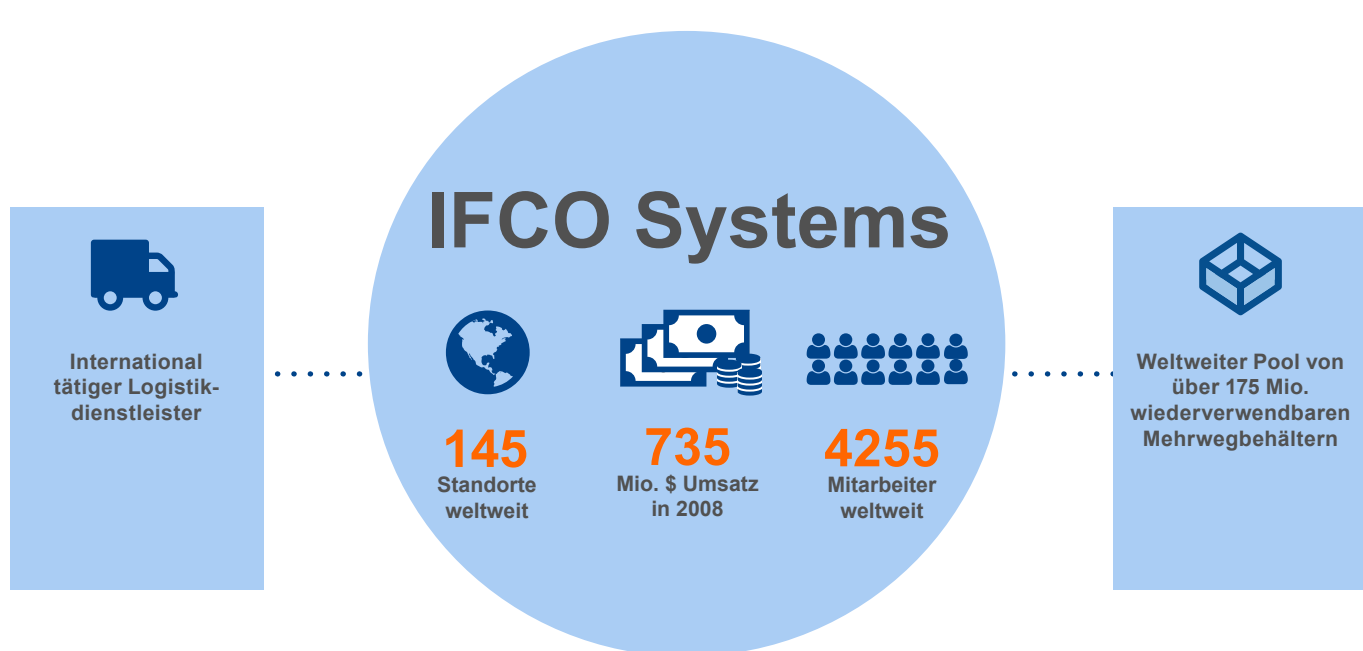 IFCO Systems
International
tätiger Logistik-
dienstleister
145
Standorte
weltweit
735
Mio. $ Umsatz
in 2008
4255
Mitarbeiter
weltweit
Weltweiter Pool von
über 175 Mio.
wiederverwendbaren
Mehrwegbehältern